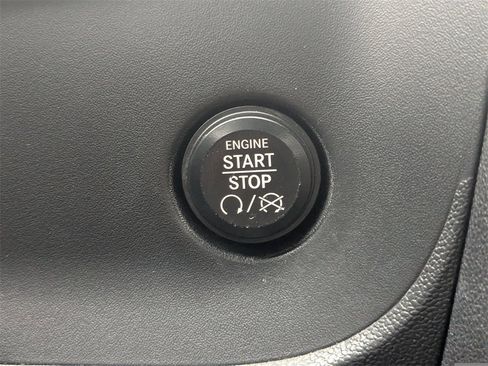 ENGINE
START
STOP
/